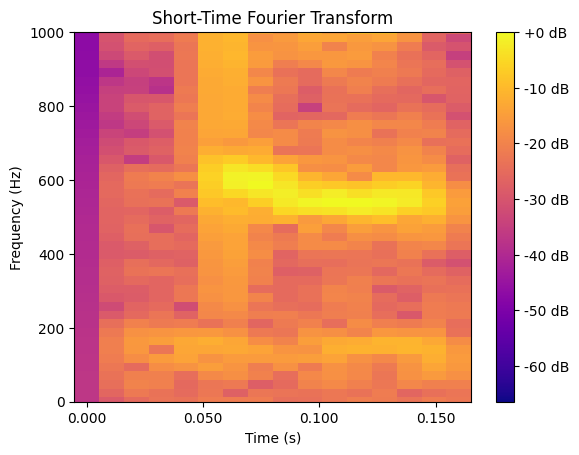 Short-Time Fourier Transform
1000
800
600
400
200
0
Frequency (Hz)
0.000
0.050
0.100
0.150
Time (s)
+0 dB
-10 dB
-20 dB
-30 dB
-40 dB
-50 dB
-60 dB